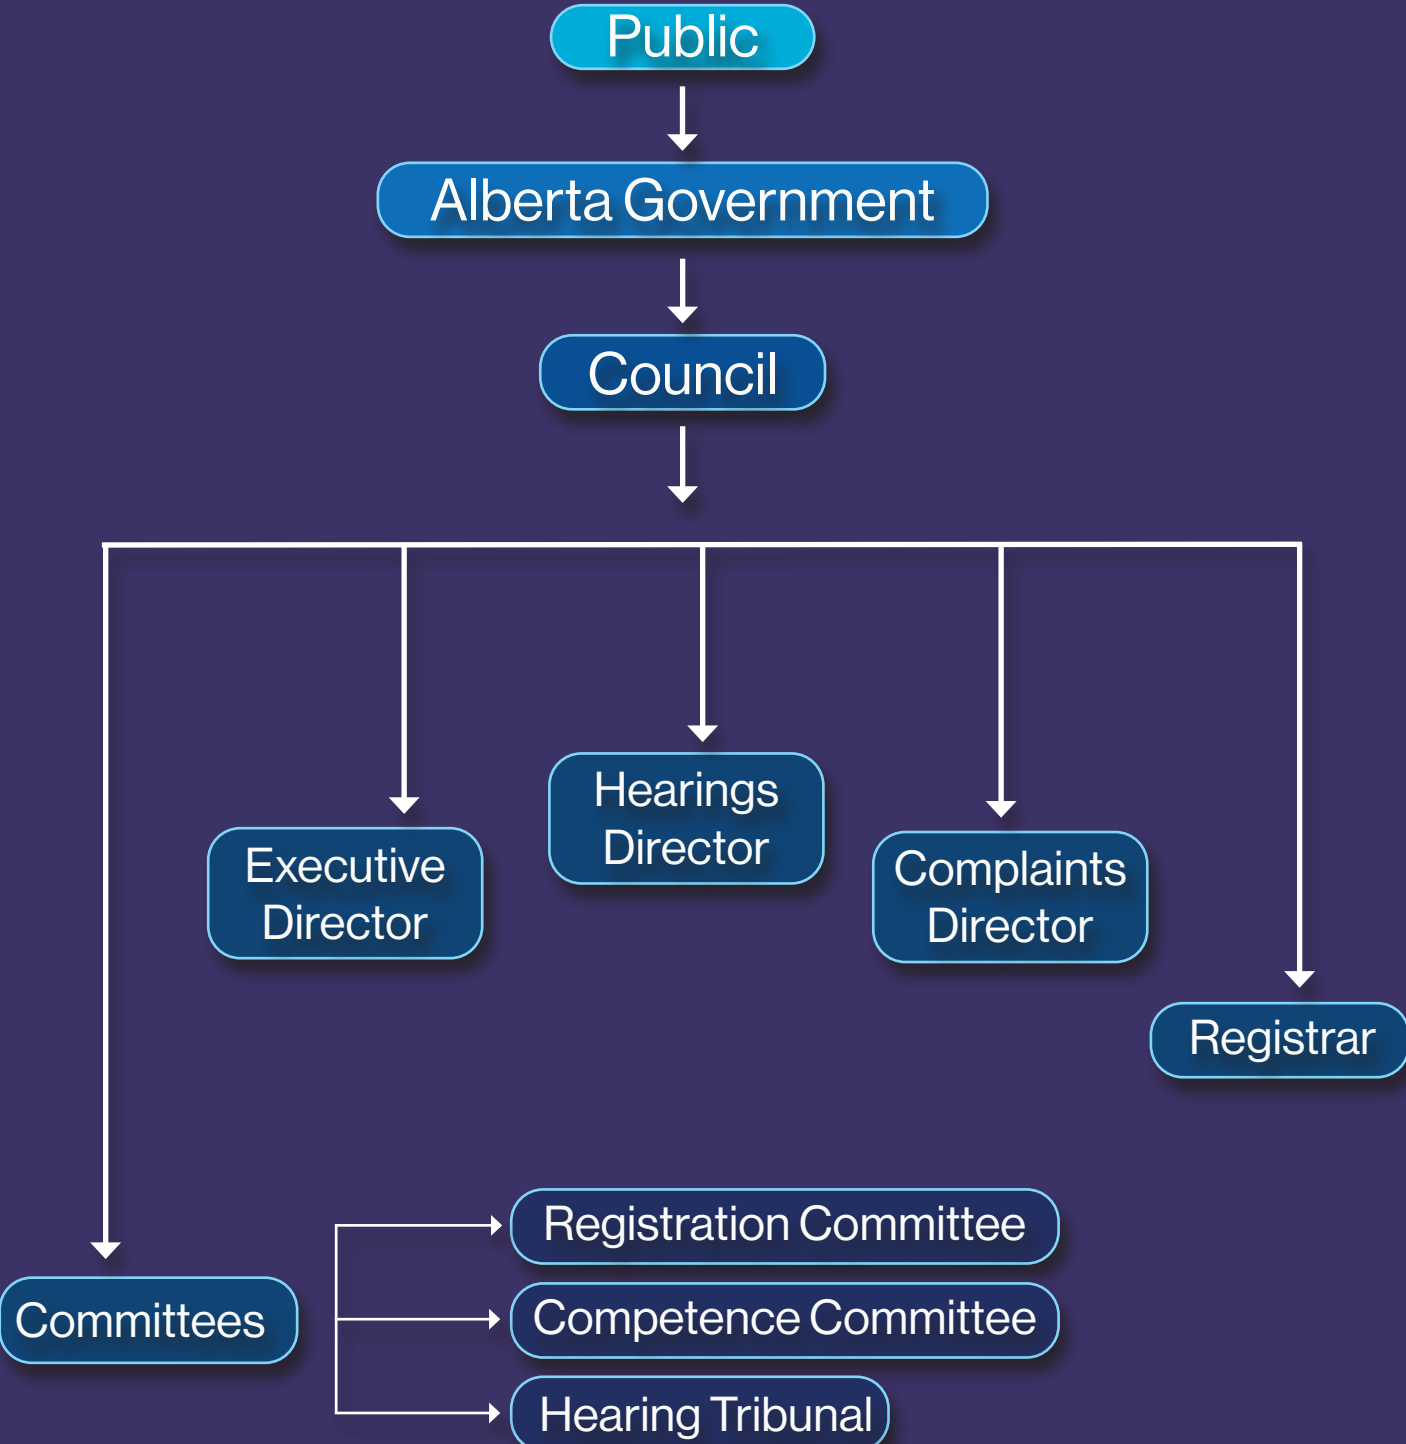 Public
Alberta Government
Council
Hearings
Director
Executive
Director
Complaints
Director
Registrar
Committees
Registration Committee
Competence Committee
Hearing Tribunal